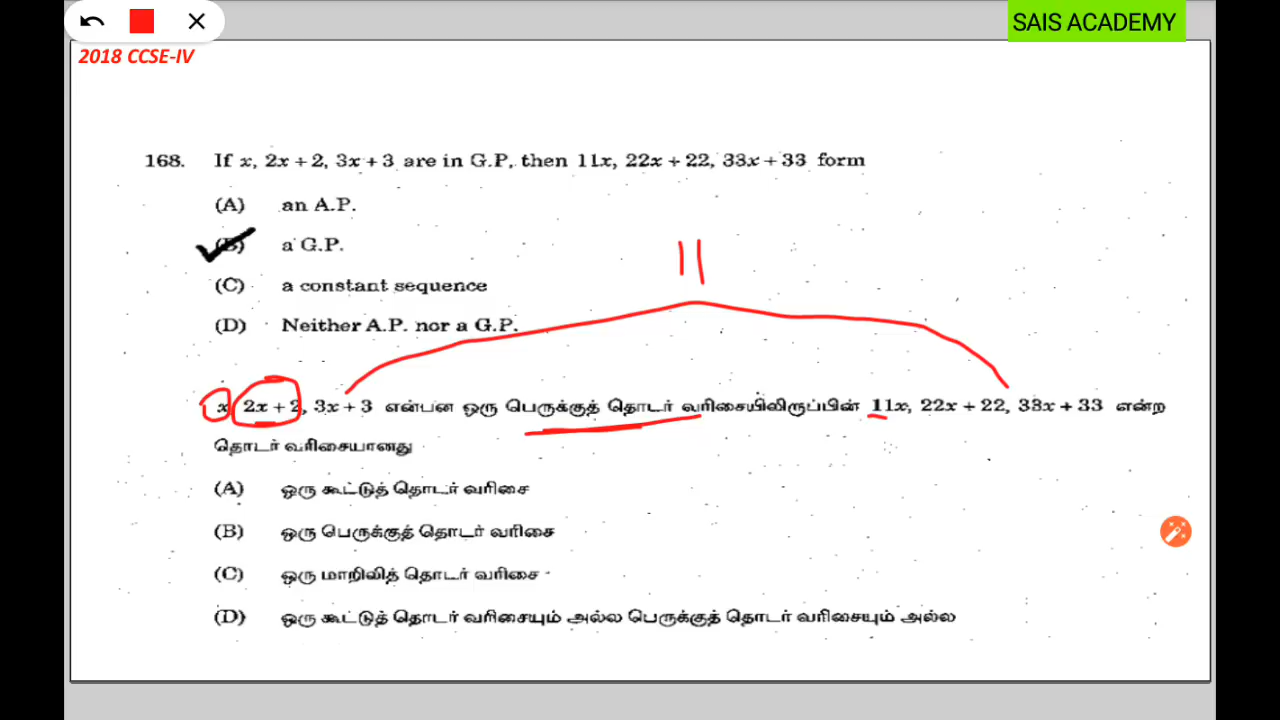 SAIS ACADEMY
2018 CCSE-IV
168. If x, 2x + 2, 3x + 3 are in G.P. then 11x, 22x + 22, 33x + 33 form
(A) an A.P.
(B) a G.P.
(C) a constant sequence
(D) Neither A.P. nor a G.P.
11
x, 2x + 2, 3x + 3 என்பன ஒரு பெருக்குத் தொடர் வரிசையிலிருப்பின் 11x, 22x + 22, 33x + 33 என்ற
தொடர் வரிசையானது
(A) ஒரு கூட்டுத் தொடர் வரிசை
(B) ஒரு பெருக்குத் தொடர் வரிசை
(C) ஒரு மாறிலித் தொடர் வரிசை
(D) ஒரு கூட்டுத் தொடர் வரிசையும் அல்ல பெருக்குத் தொடர் வரிசையும் அல்ல